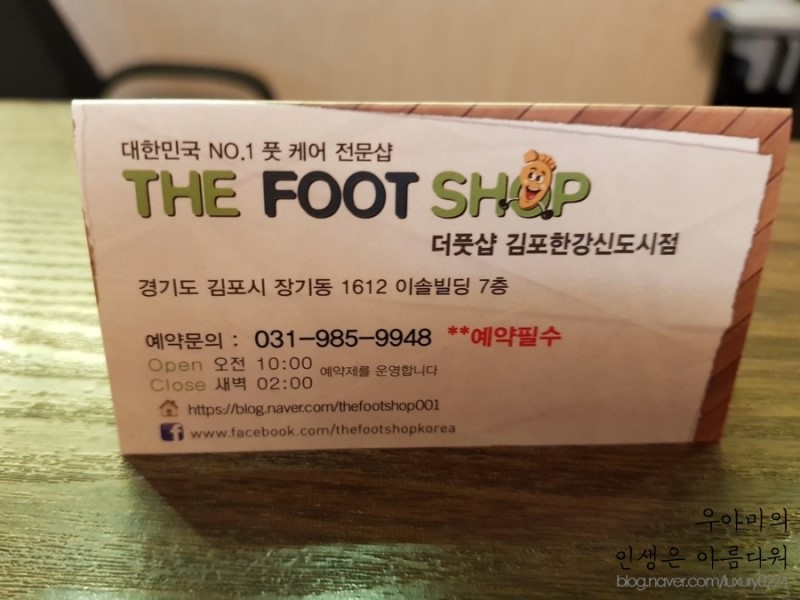 대한민국 NO.1 풋 케어 전문샵
THE FOOT SHOP
더풋샵 김포한강신도시점
경기도 김포시 장기동 1612 이솔빌딩 7층
예약문의 : 031-985-9948 **예약필수
Open 오전 10:00 예약제를 운영합니다
Close 새벽 02:00
https://blog.naver.com/thefootshop001
www.facebook.com/thefootshopkorea
우야마의
인생은 아름다워
blog.naver.com/luxury0224